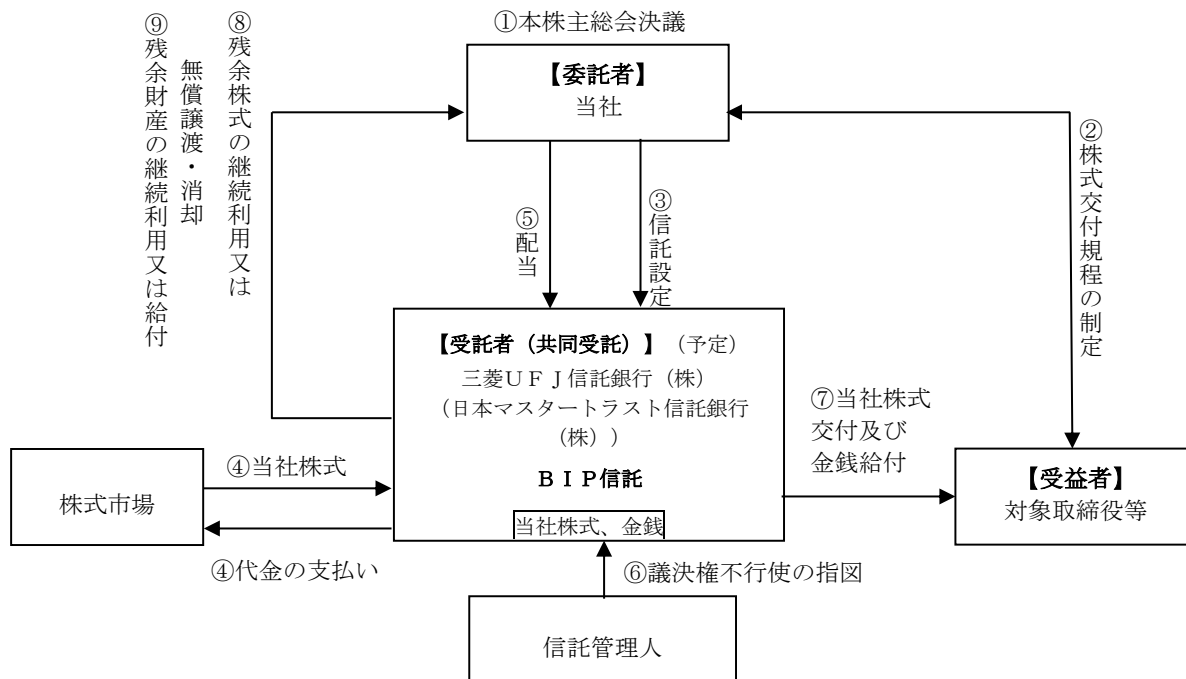 ①本株主総会決議
【委託者】
当社
⑨残余財産の継続利用又は給付
⑧残余株式の継続利用又は
無償譲渡・消却
②株式交付規程の制定
⑤配当
③信託設定
【受託者（共同受託）】（予定）
三菱ＵＦＪ信託銀行（株）
（日本マスタートラスト信託銀行
（株））
ＢＩＰ信託
当社株式、金銭
⑦当社株式
交付及び
金銭給付
【受益者】
対象取締役等
④当社株式
株式市場
④代金の支払い
⑥議決権不行使の指図
信託管理人